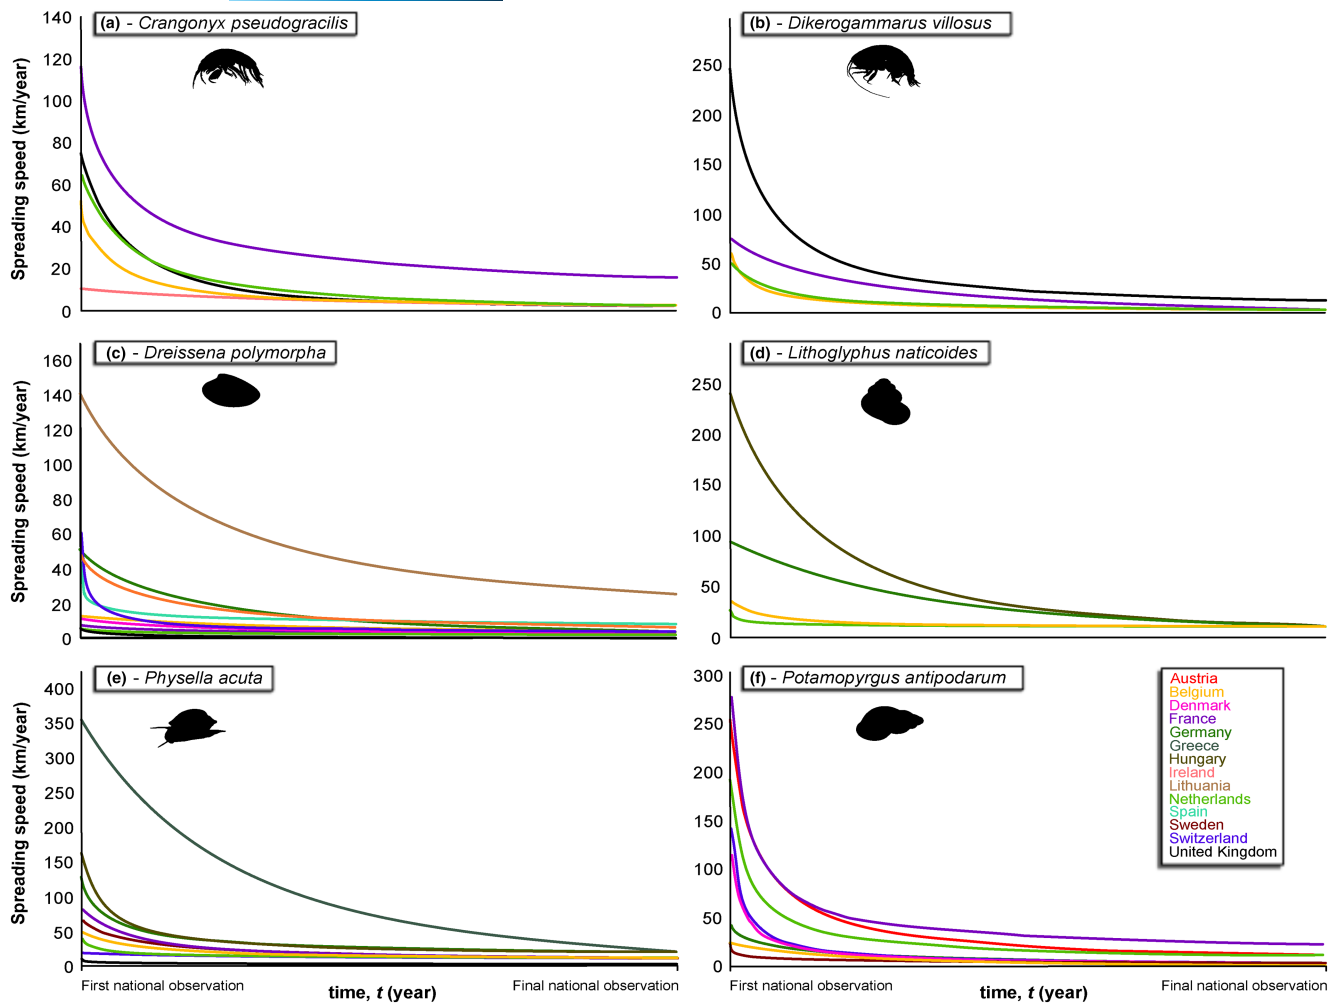 (a) - Crangonyx pseudogracilis
Spreading speed (km/year)
140
120
100
80
60
40
20
0
(b) - Dikerogammarus villosus
250
200
150
100
50
0
(c) - Dreissena polymorpha
Spreading speed (km/year)
160
140
120
100
80
60
40
20
0
(d) - Lithoglyphus naticoides
250
200
150
100
50
0
(e) - Physella acuta
Spreading speed (km/year)
400
350
300
250
200
150
100
50
0
First national observation
time, t (year)
Final national observation
(f) - Potamopyrgus antipodarum
300
250
200
150
100
50
0
Austria
Belgium
Denmark
France
Germany
Greece
Hungary
Ireland
Lithuania
Netherlands
Spain
Sweden
Switzerland
United Kingdom
First national observation
time, t (year)
Final national observation